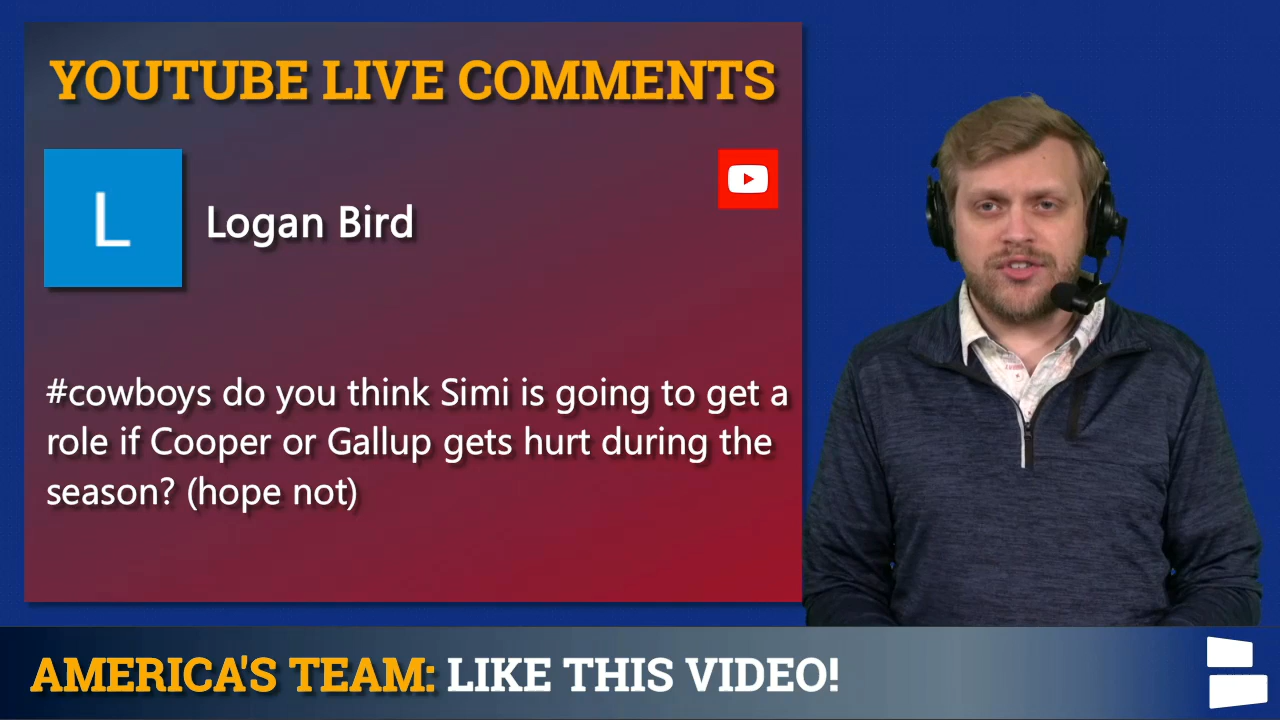 YOUTUBE LIVE COMMENTS
L
Logan Bird
#cowboys do you think Simi is going to get a
role if Cooper or Gallup gets hurt during the
season? (hope not)
AMERICA'S TEAM: LIKE THIS VIDEO!